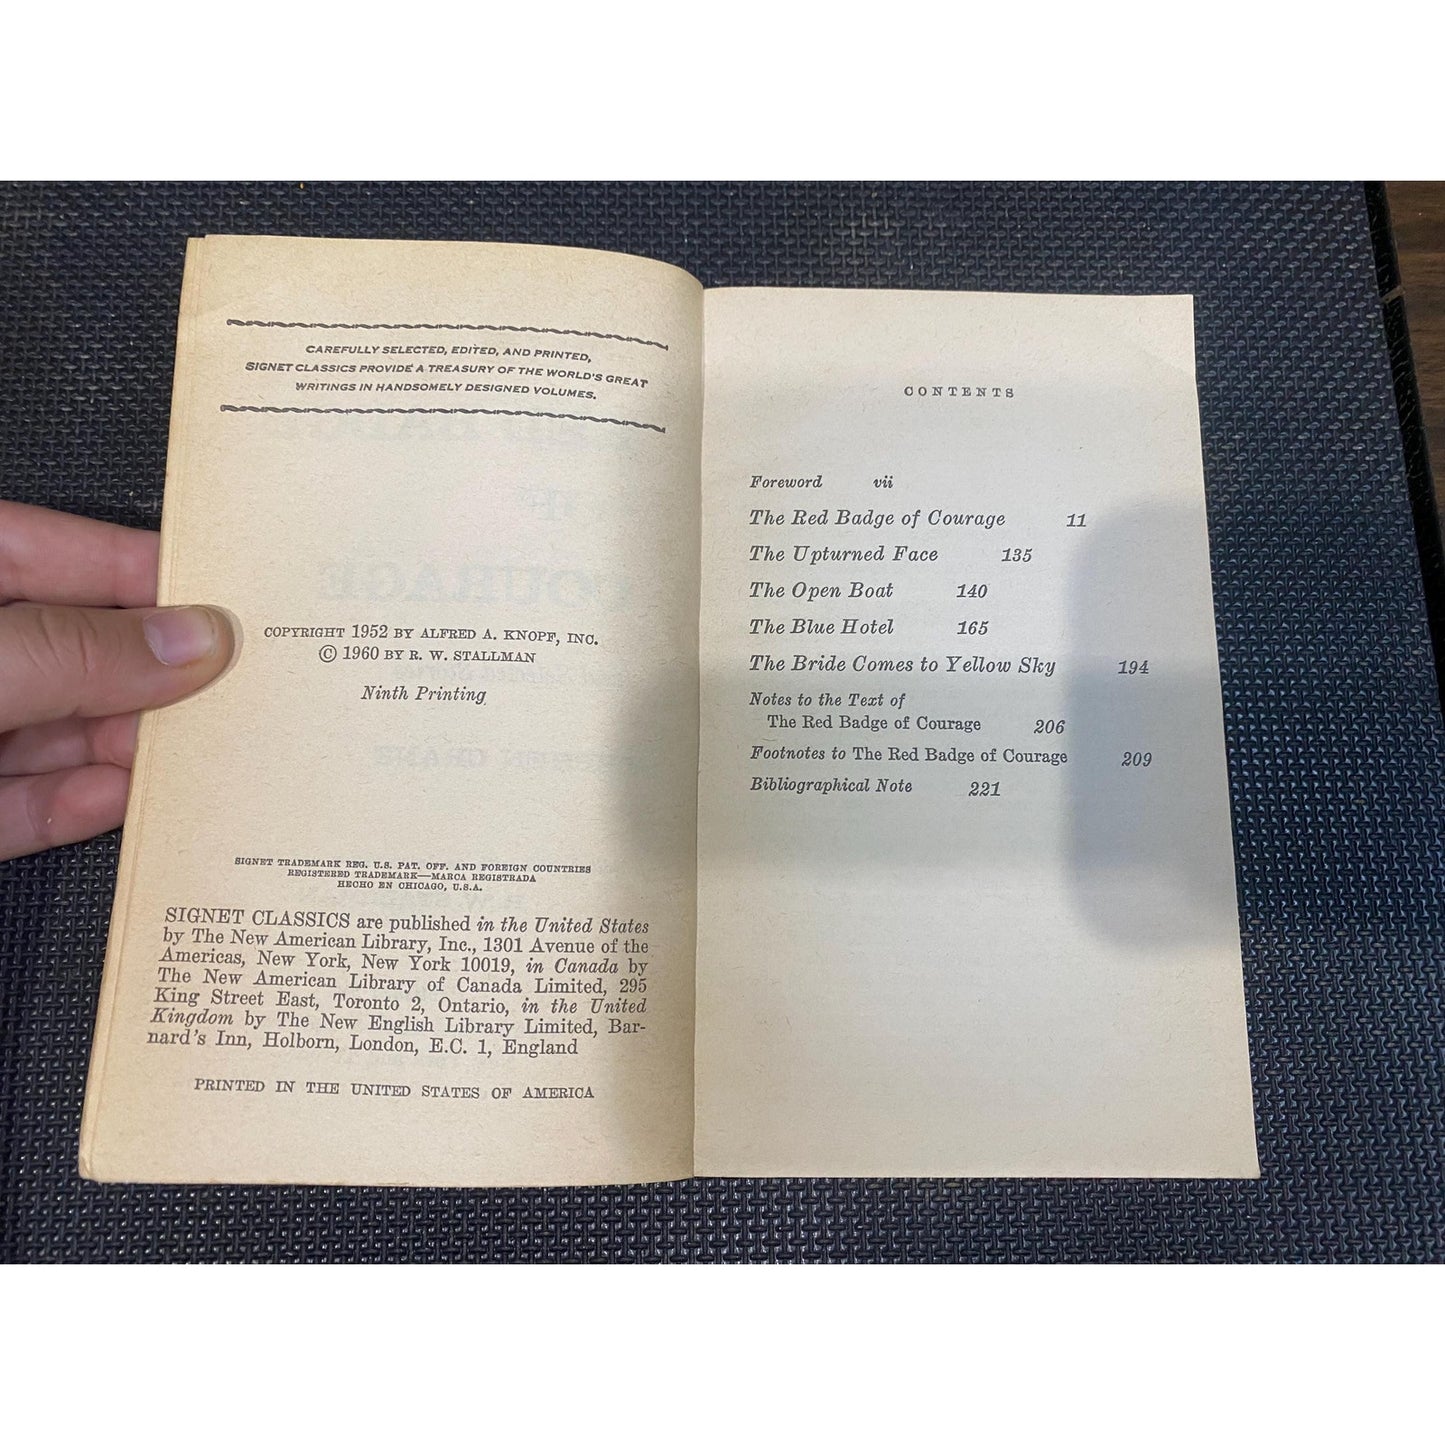 CAREFULLY SELECTED, EDITED, AND PRINTED,
SIGNET CLASSICS PROVIDE A TREASURY OF THE WORLD'S GREAT
WRITINGS IN HANDSOMELY DESIGNED VOLUMES.
COPYRIGHT 1952 BY ALFRED A. KNOPF, INC.
© 1960 BY R. W. STALLMAN
Ninth Printing
SIGNET TRADEMARK REG. U.S. PAT. OFF. AND FOREIGN COUNTRIES
REGISTERED TRADEMARK—MARCA REGISTRADA
HECHO EN CHICAGO, U.S.A.
SIGNET CLASSICS are published in the United States
by The New American Library, Inc., 1301 Avenue of the
Americas, New York, New York 10019, in Canada by
The New American Library of Canada Limited, 295
King Street East, Toronto 2, Ontario, in the United
Kingdom by The New English Library Limited, Bar-
nard's Inn, Holborn, London, E.C. 1, England
PRINTED IN THE UNITED STATES OF AMERICA
CONTENTS
Foreword vii
The Red Badge of Courage 11
The Upturned Face 135
The Open Boat 140
The Blue Hotel 165
The Bride Comes to Yellow Sky 194
Notes to the Text of
The Red Badge of Courage 206
Footnotes to The Red Badge of Courage 209
Bibliographical Note 221